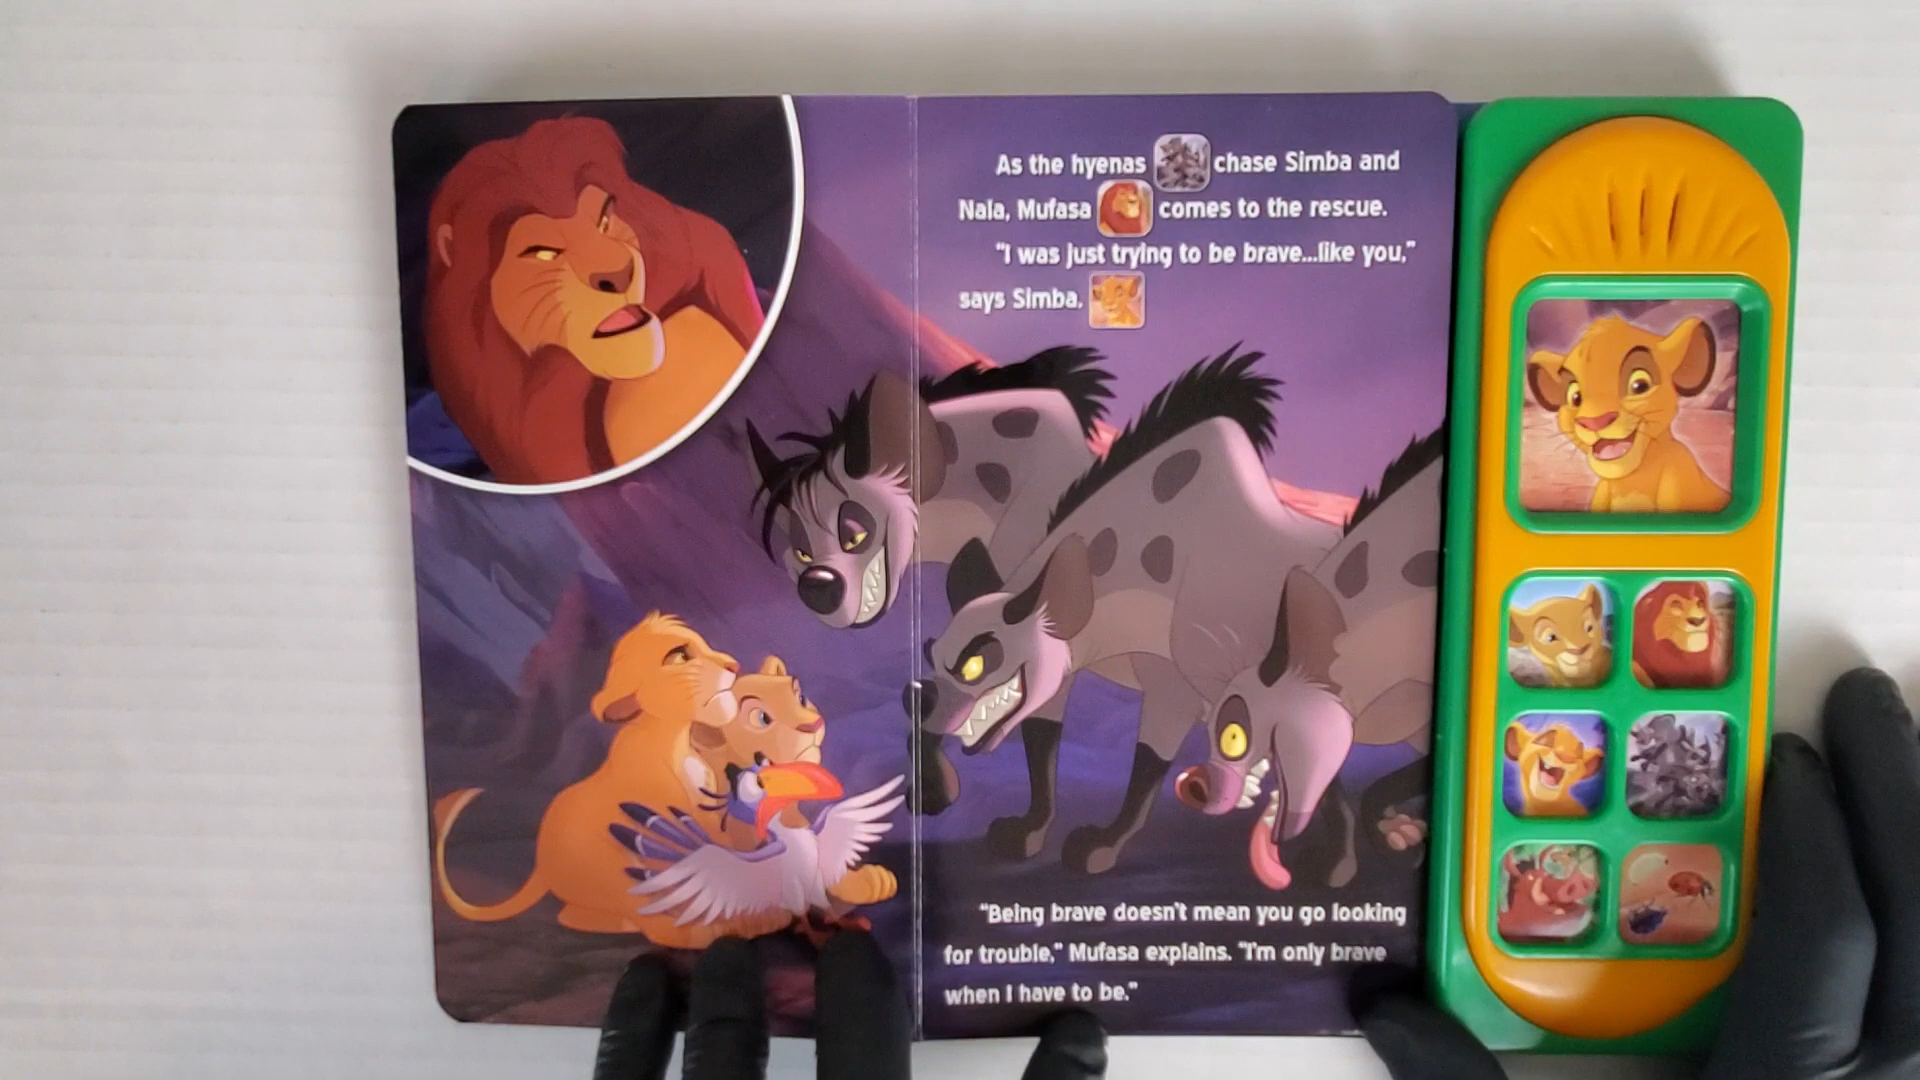 As the hyenas chase Simba and
Nala, Mufasa comes to the rescue.
"I was just trying to be brave...like you,"
says Simba.
"Being brave doesn't mean you go looking
for trouble," Mufasa explains. "I'm only brave
when I have to be."